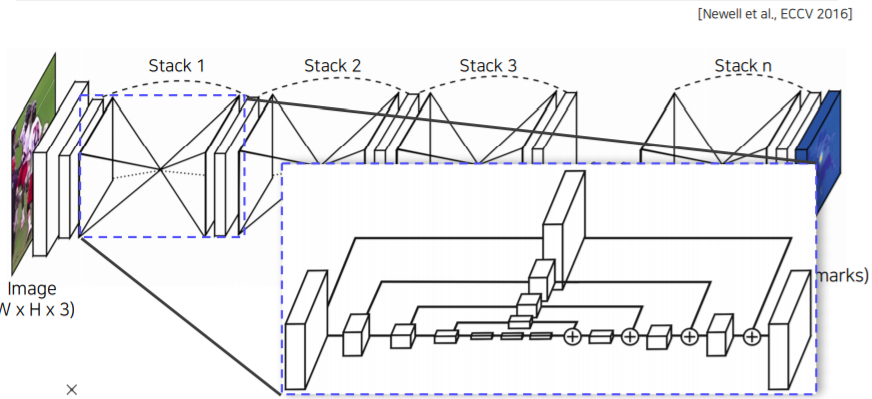 [Newell et al., ECCV 2016]
Stack 1
Stack 2
Stack 3
Stack n
Image
W x H x 3)
marks)